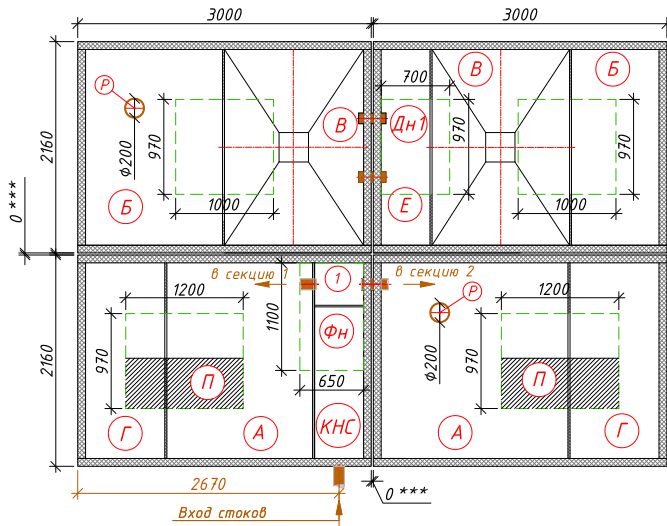 3000
3000
Р
В
Б
700
В
Дн1
970
970
970
Ф200
2160
Б
Е
1000
1000
0 ***
в секцию 1
1
в секцию 2
1200
1100
Р
1200
970
Фн
Ф200
970
2160
П
650
П
Г
А
КНС
А
Г
2670
0 ***
Вход стоков